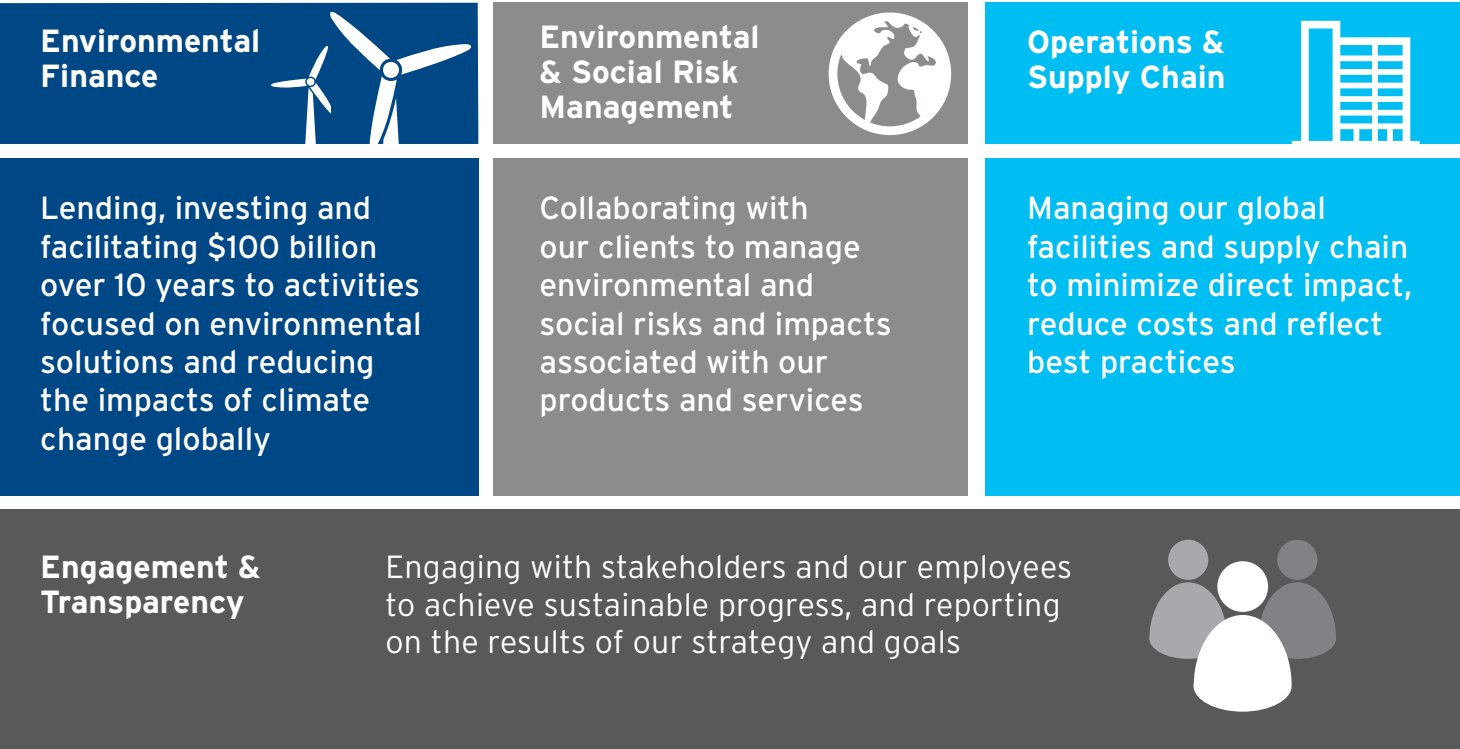 Environmental
Finance
Lending, investing and
facilitating $100 billion
over 10 years to activities
focused on environmental
solutions and reducing
the impacts of climate
change globally
Environmental
& Social Risk
Management
Collaborating with
our clients to manage
environmental and
social risks and impacts
associated with our
products and services
Operations &
Supply Chain
Managing our global
facilities and supply chain
to minimize direct impact,
reduce costs and reflect
best practices
Engagement &
Transparency
Engaging with stakeholders and our employees
to achieve sustainable progress, and reporting
on the results of our strategy and goals